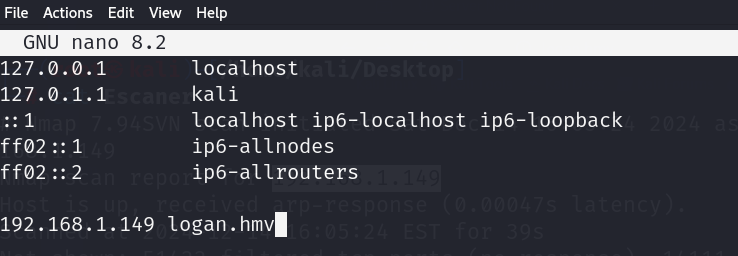 File Actions Edit View Help
GNU nano 8.2
127.0.0.1 localhost
127.0.1.1 kali
::1 localhost ip6-localhost ip6-loopback
ff02::1 ip6-allnodes
ff02::2 ip6-allrouters
192.168.1.149 logan.hmv